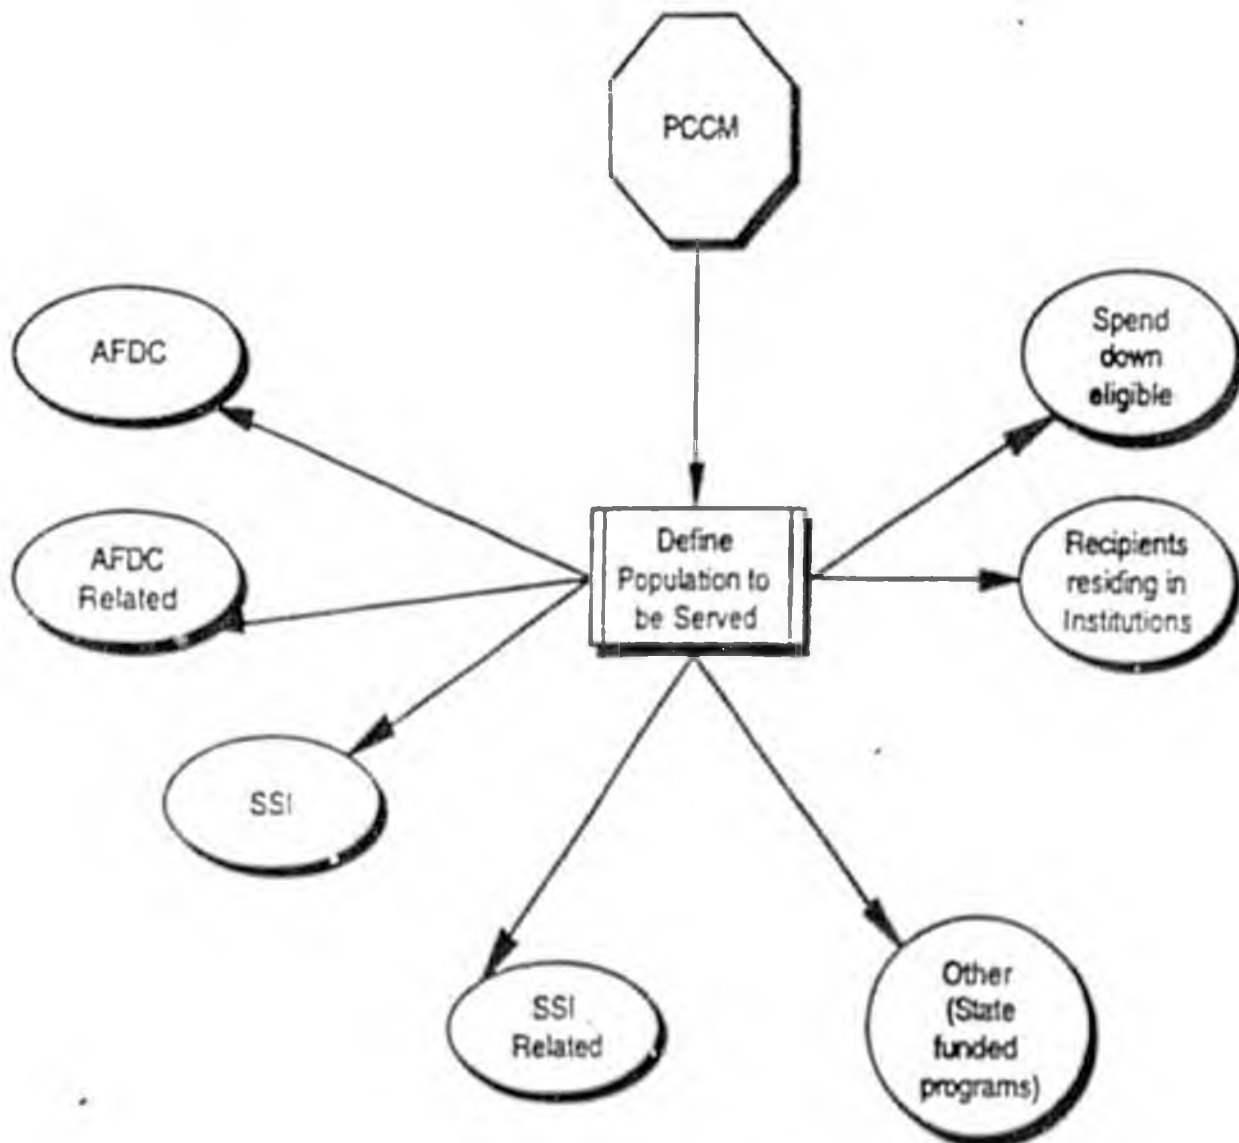 PCCM
AFDC
Spend
down
eligible
AFDC
Related
Define
Population to
be Served
Recipients
residing in
Institutions
SSI
SSI
Related
Other
(State
funded
programs)